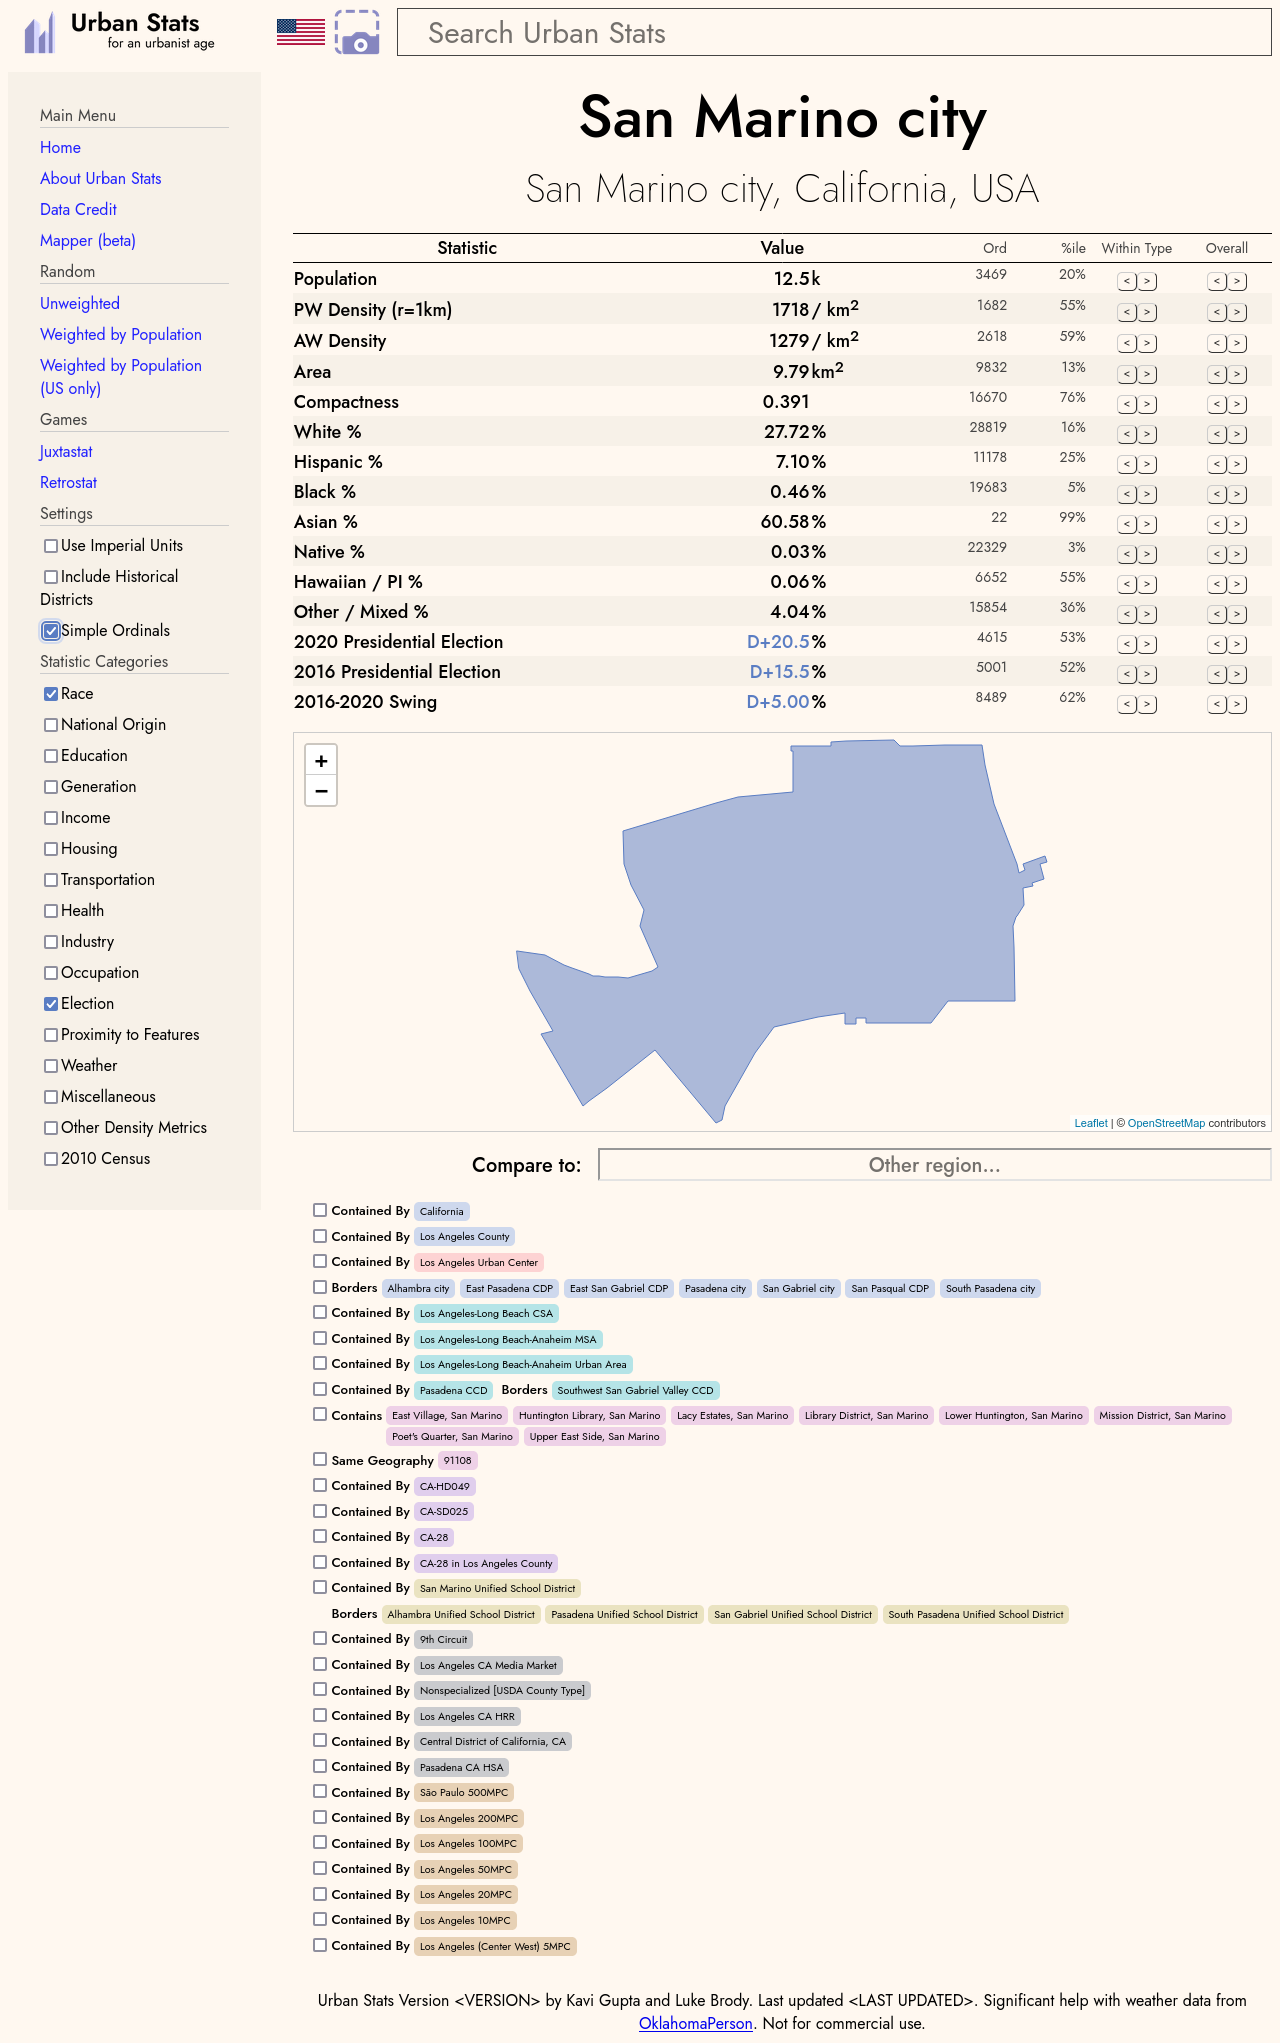 Urban Stats
for an urbanist age
Search Urban Stats
Main Menu
Home
About Urban Stats
Data Credit
Mapper (beta)
Random
Unweighted
Weighted by Population
Weighted by Population
(US only)
Games
Juxtastat
Retrostat
Settings
Use Imperial Units
Include Historical
Districts
Simple Ordinals
Statistic Categories
Race
National Origin
Education
Generation
Income
Housing
Transportation
Health
Industry
Occupation
Election
Proximity to Features
Weather
Miscellaneous
Other Density Metrics
2010 Census
San Marino city
San Marino city, California, USA
Statistic Value Ord %ile Within Type Overall
Population 12.5k 3469 20% < > < >
PW Density (r=1km) 1718/ km² 1682 55% < > < >
AW Density 1279/ km² 2618 59% < > < >
Area 9.79km² 9832 13% < > < >
Compactness 0.391 16670 76% < > < >
White % 27.72% 28819 16% < > < >
Hispanic % 7.10% 11178 25% < > < >
Black % 0.46% 19683 5% < > < >
Asian % 60.58% 22 99% < > < >
Native % 0.03% 22329 3% < > < >
Hawaiian / PI % 0.06% 6652 55% < > < >
Other / Mixed % 4.04% 15854 36% < > < >
2020 Presidential Election D+20.5% 4615 53% < > < >
2016 Presidential Election D+15.5% 5001 52% < > < >
2016-2020 Swing D+5.00% 8489 62% < > < >
+
−
Leaflet | © OpenStreetMap contributors
Compare to: Other region...
Contained By California
Contained By Los Angeles County
Contained By Los Angeles Urban Center
Borders Alhambra city East Pasadena CDP East San Gabriel CDP Pasadena city San Gabriel city San Pasqual CDP South Pasadena city
Contained By Los Angeles-Long Beach CSA
Contained By Los Angeles-Long Beach-Anaheim MSA
Contained By Los Angeles-Long Beach-Anaheim Urban Area
Contained By Pasadena CCD Borders Southwest San Gabriel Valley CCD
Contains East Village, San Marino Huntington Library, San Marino Lacy Estates, San Marino Library District, San Marino Lower Huntington, San Marino Mission District, San Marino
Poet's Quarter, San Marino Upper East Side, San Marino
Same Geography 91108
Contained By CA-HD049
Contained By CA-SD025
Contained By CA-28
Contained By CA-28 in Los Angeles County
Contained By San Marino Unified School District
Borders Alhambra Unified School District Pasadena Unified School District San Gabriel Unified School District South Pasadena Unified School District
Contained By 9th Circuit
Contained By Los Angeles CA Media Market
Contained By Nonspecialized [USDA County Type]
Contained By Los Angeles CA HRR
Contained By Central District of California, CA
Contained By Pasadena CA HSA
Contained By São Paulo 500MPC
Contained By Los Angeles 200MPC
Contained By Los Angeles 100MPC
Contained By Los Angeles 50MPC
Contained By Los Angeles 20MPC
Contained By Los Angeles 10MPC
Contained By Los Angeles (Center West) 5MPC
Urban Stats Version <VERSION> by Kavi Gupta and Luke Brody. Last updated <LAST UPDATED>. Significant help with weather data from
OklahomaPerson. Not for commercial use.